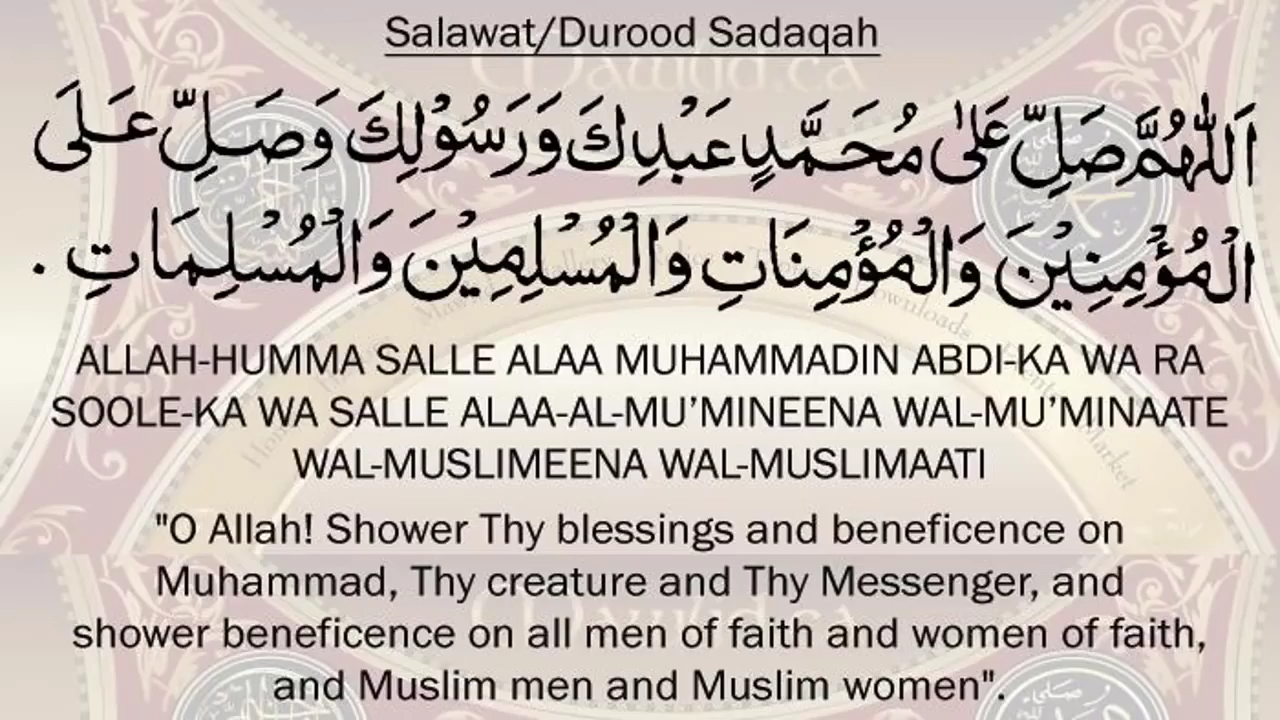 Salawat/Durood Sadaqah
اَللّٰهُمَّ صَلِّ عَلٰى مُحَمَّدٍ عَبْدِكَ وَرَسُوْلِكَ وَصَلِّ عَلَى
الْمُؤْمِنِيْنَ وَالْمُؤْمِنَاتِ وَالْمُسْلِمِيْنَ وَالْمُسْلِمَاتِ .
ALLAH-HUMMA SALLE ALAA MUHAMMADIN ABDI-KA WA RA
SOOLE-KA WA SALLE ALAA-AL-MU’MINEENA WAL-MU’MINAATE
WAL-MUSLIMEENA WAL-MUSLIMAATI
"O Allah! Shower Thy blessings and beneficence on
Muhammad, Thy creature and Thy Messenger, and
shower beneficence on all men of faith and women of faith,
and Muslim men and Muslim women".